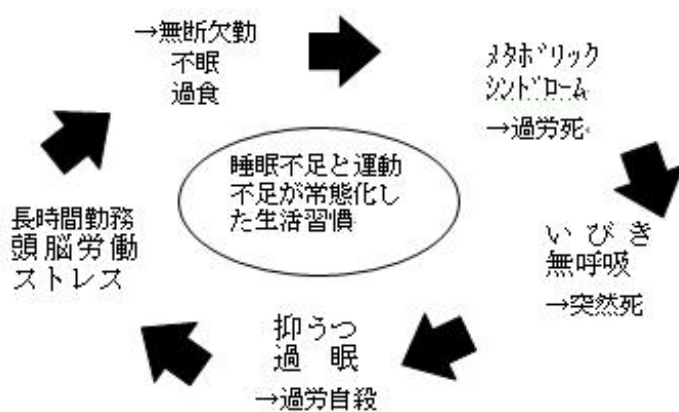 →無断欠勤
不眠
過食
ﾒﾀﾎﾞﾘｯｸ
ｼﾝﾄﾞﾛｰﾑ
→過労死
睡眠不足と運動
不足が常態化し
た生活習慣
長時間勤務
頭脳労働
ストレス
いびき
無呼吸
→突然死
抑うつ
過眠
→過労自殺